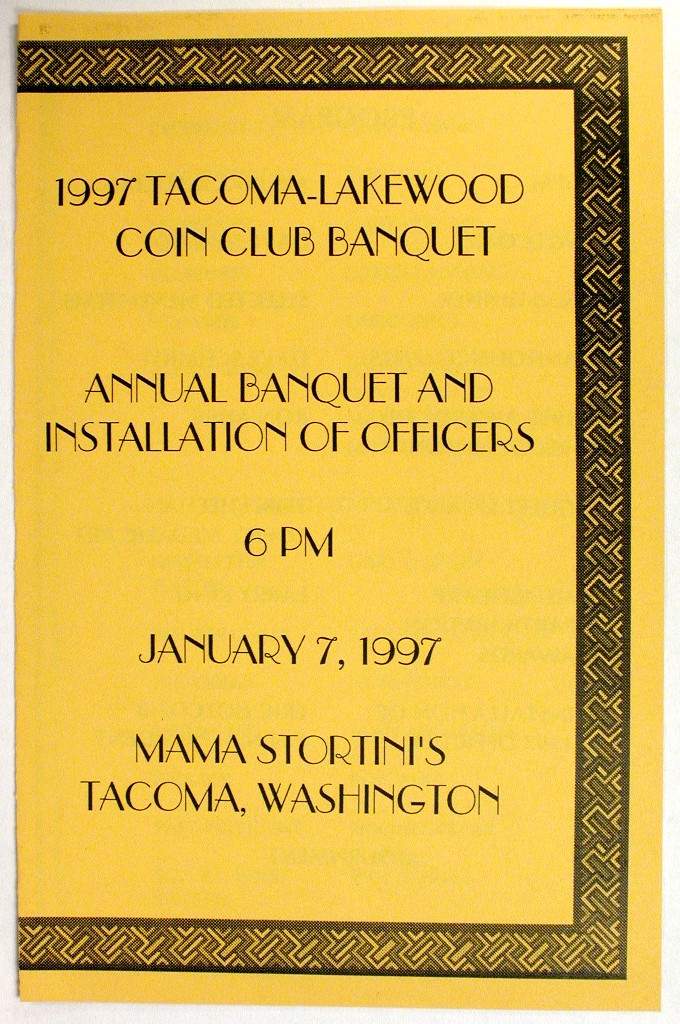 1997 TACOMA-LAKEWOOD
COIN CLUB BANQUET
ANNUAL BANQUET AND
INSTALLATION OF OFFICERS
6 PM
JANUARY 7, 1997
MAMA STORTINI'S
TACOMA, WASHINGTON